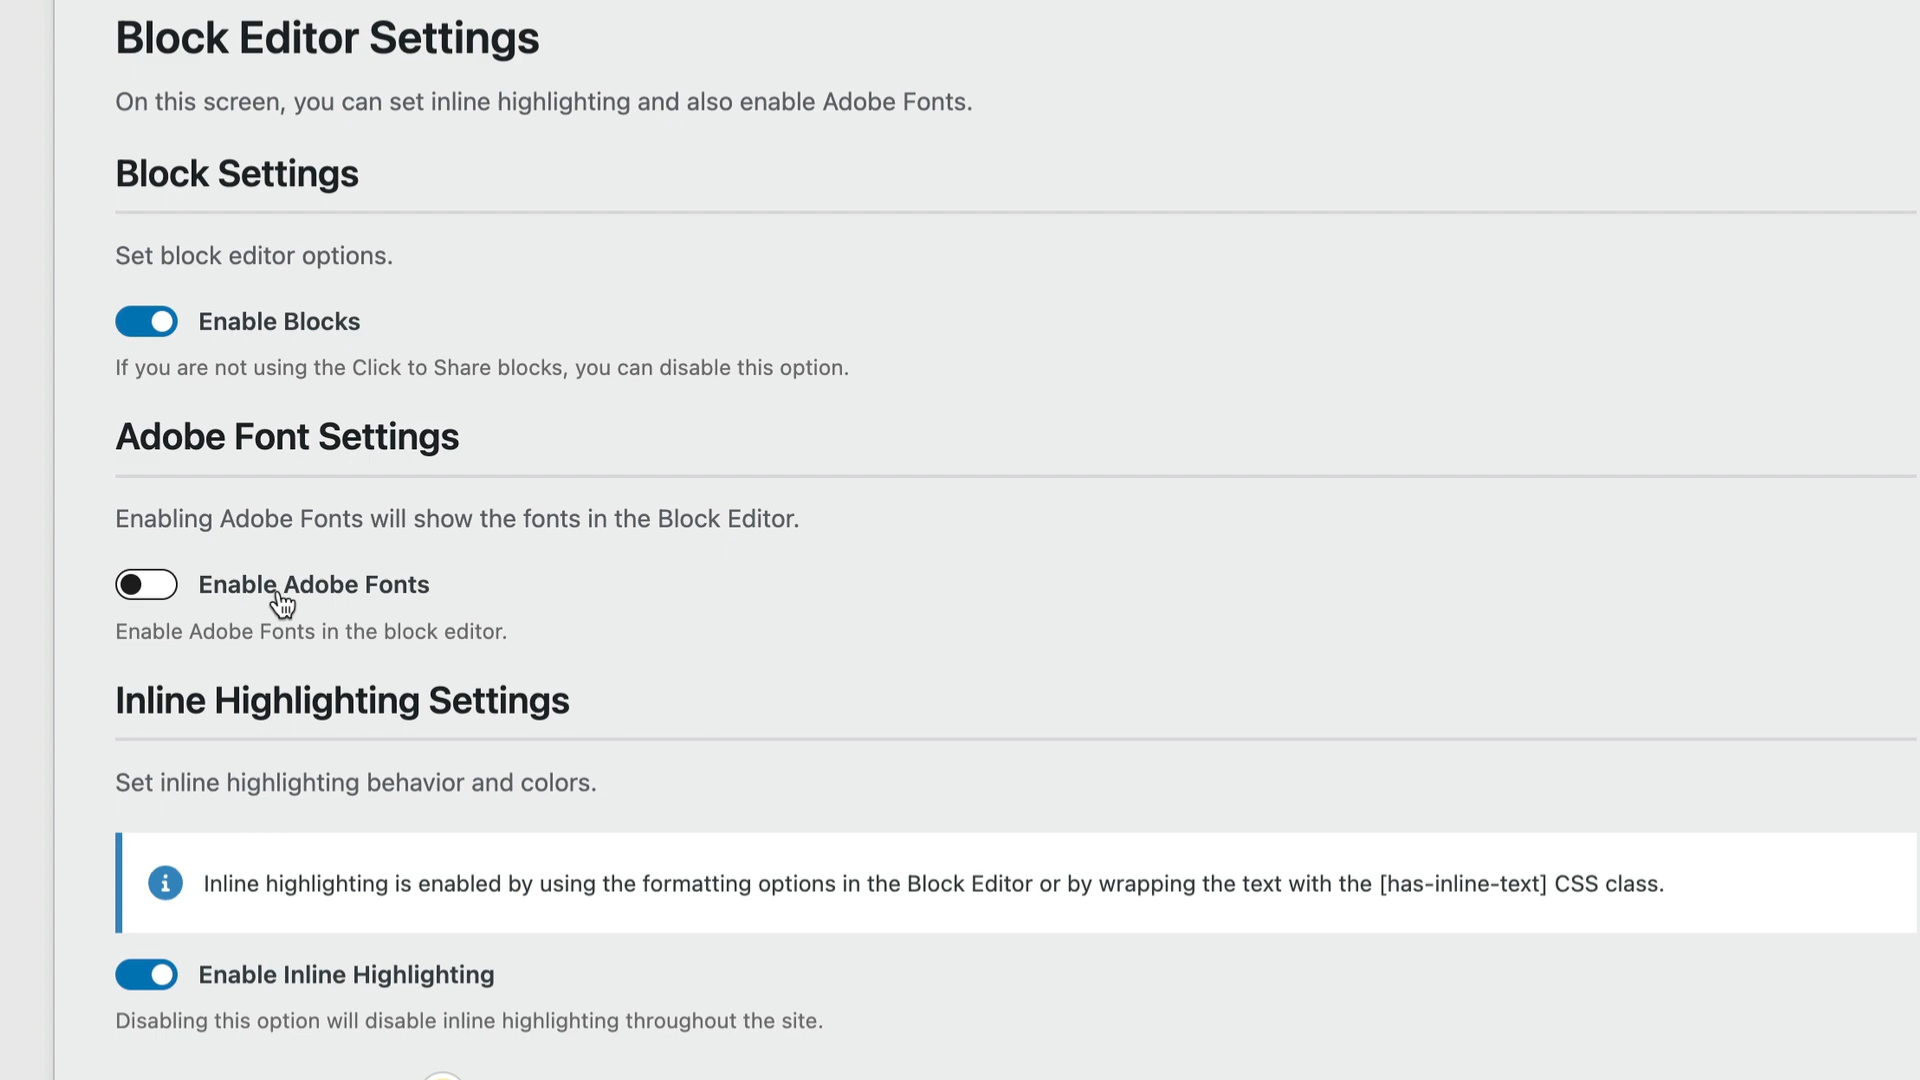 Block Editor Settings
On this screen, you can set inline highlighting and also enable Adobe Fonts.
Block Settings
Set block editor options.
Enable Blocks
If you are not using the Click to Share blocks, you can disable this option.
Adobe Font Settings
Enabling Adobe Fonts will show the fonts in the Block Editor.
Enable Adobe Fonts
Enable Adobe Fonts in the block editor.
Inline Highlighting Settings
Set inline highlighting behavior and colors.
Inline highlighting is enabled by using the formatting options in the Block Editor or by wrapping the text with the [has-inline-text] CSS class.
Enable Inline Highlighting
Disabling this option will disable inline highlighting throughout the site.